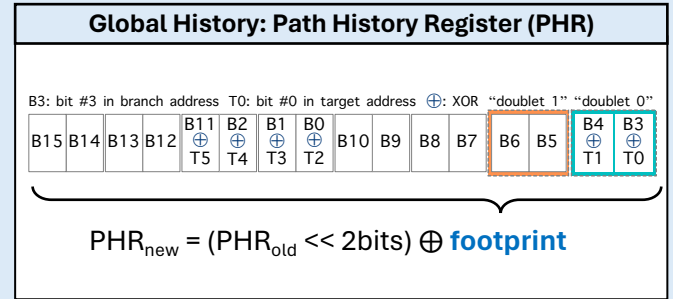 Global History: Path History Register (PHR)
B3: bit #3 in branch address T0: bit #0 in target address ⊕: XOR “doublet 1” “doublet 0”
B15 B14 B13 B12 B11 ⊕ T5 B2 ⊕ T4 B1 ⊕ T3 B0 ⊕ T2 B10 B9 B8 B7 B6 B5 B4 ⊕ T1 B3 ⊕ T0
PHRnew = (PHRold << 2bits) ⊕ footprint